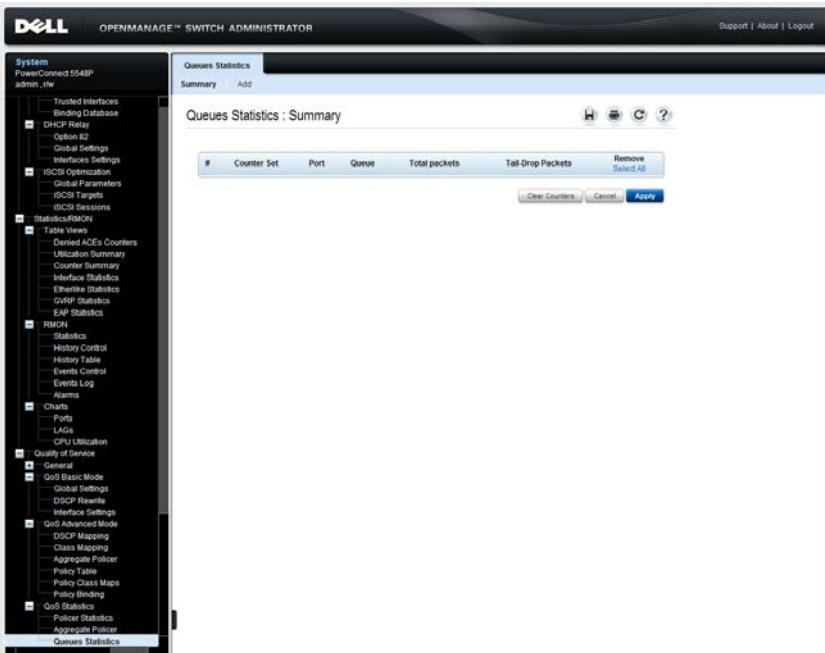 DELL
OPENMANAGE™ SWITCH ADMINISTRATOR
Support | About | Logout
System
PowerConnect 5548P
admin , r/w
Trusted Interfaces
Binding Database
DHCP Relay
Option 82
Global Settings
Interfaces Settings
iSCSI Optimization
Global Parameters
iSCSI Targets
iSCSI Sessions
Statistics/RMON
Table Views
Denied ACEs Counters
Utilization Summary
Counter Summary
Interface Statistics
Etherlike Statistics
GVRP Statistics
EAP Statistics
RMON
Statistics
History Control
History Table
Events Control
Events Log
Alarms
Charts
Ports
LAGs
CPU Utilization
Quality of Service
General
QoS Basic Mode
Global Settings
DSCP Rewrite
Interface Settings
QoS Advanced Mode
DSCP Mapping
Class Mapping
Aggregate Policer
Policy Table
Policy Class Maps
Policy Binding
QoS Statistics
Policer Statistics
Aggregate Policer
Queues Statistics
Queues Statistics
Summary Add
Queues Statistics : Summary
# Counter Set Port Queue Total packets Tail-Drop Packets Remove
Select All
Clear Counters Cancel Apply